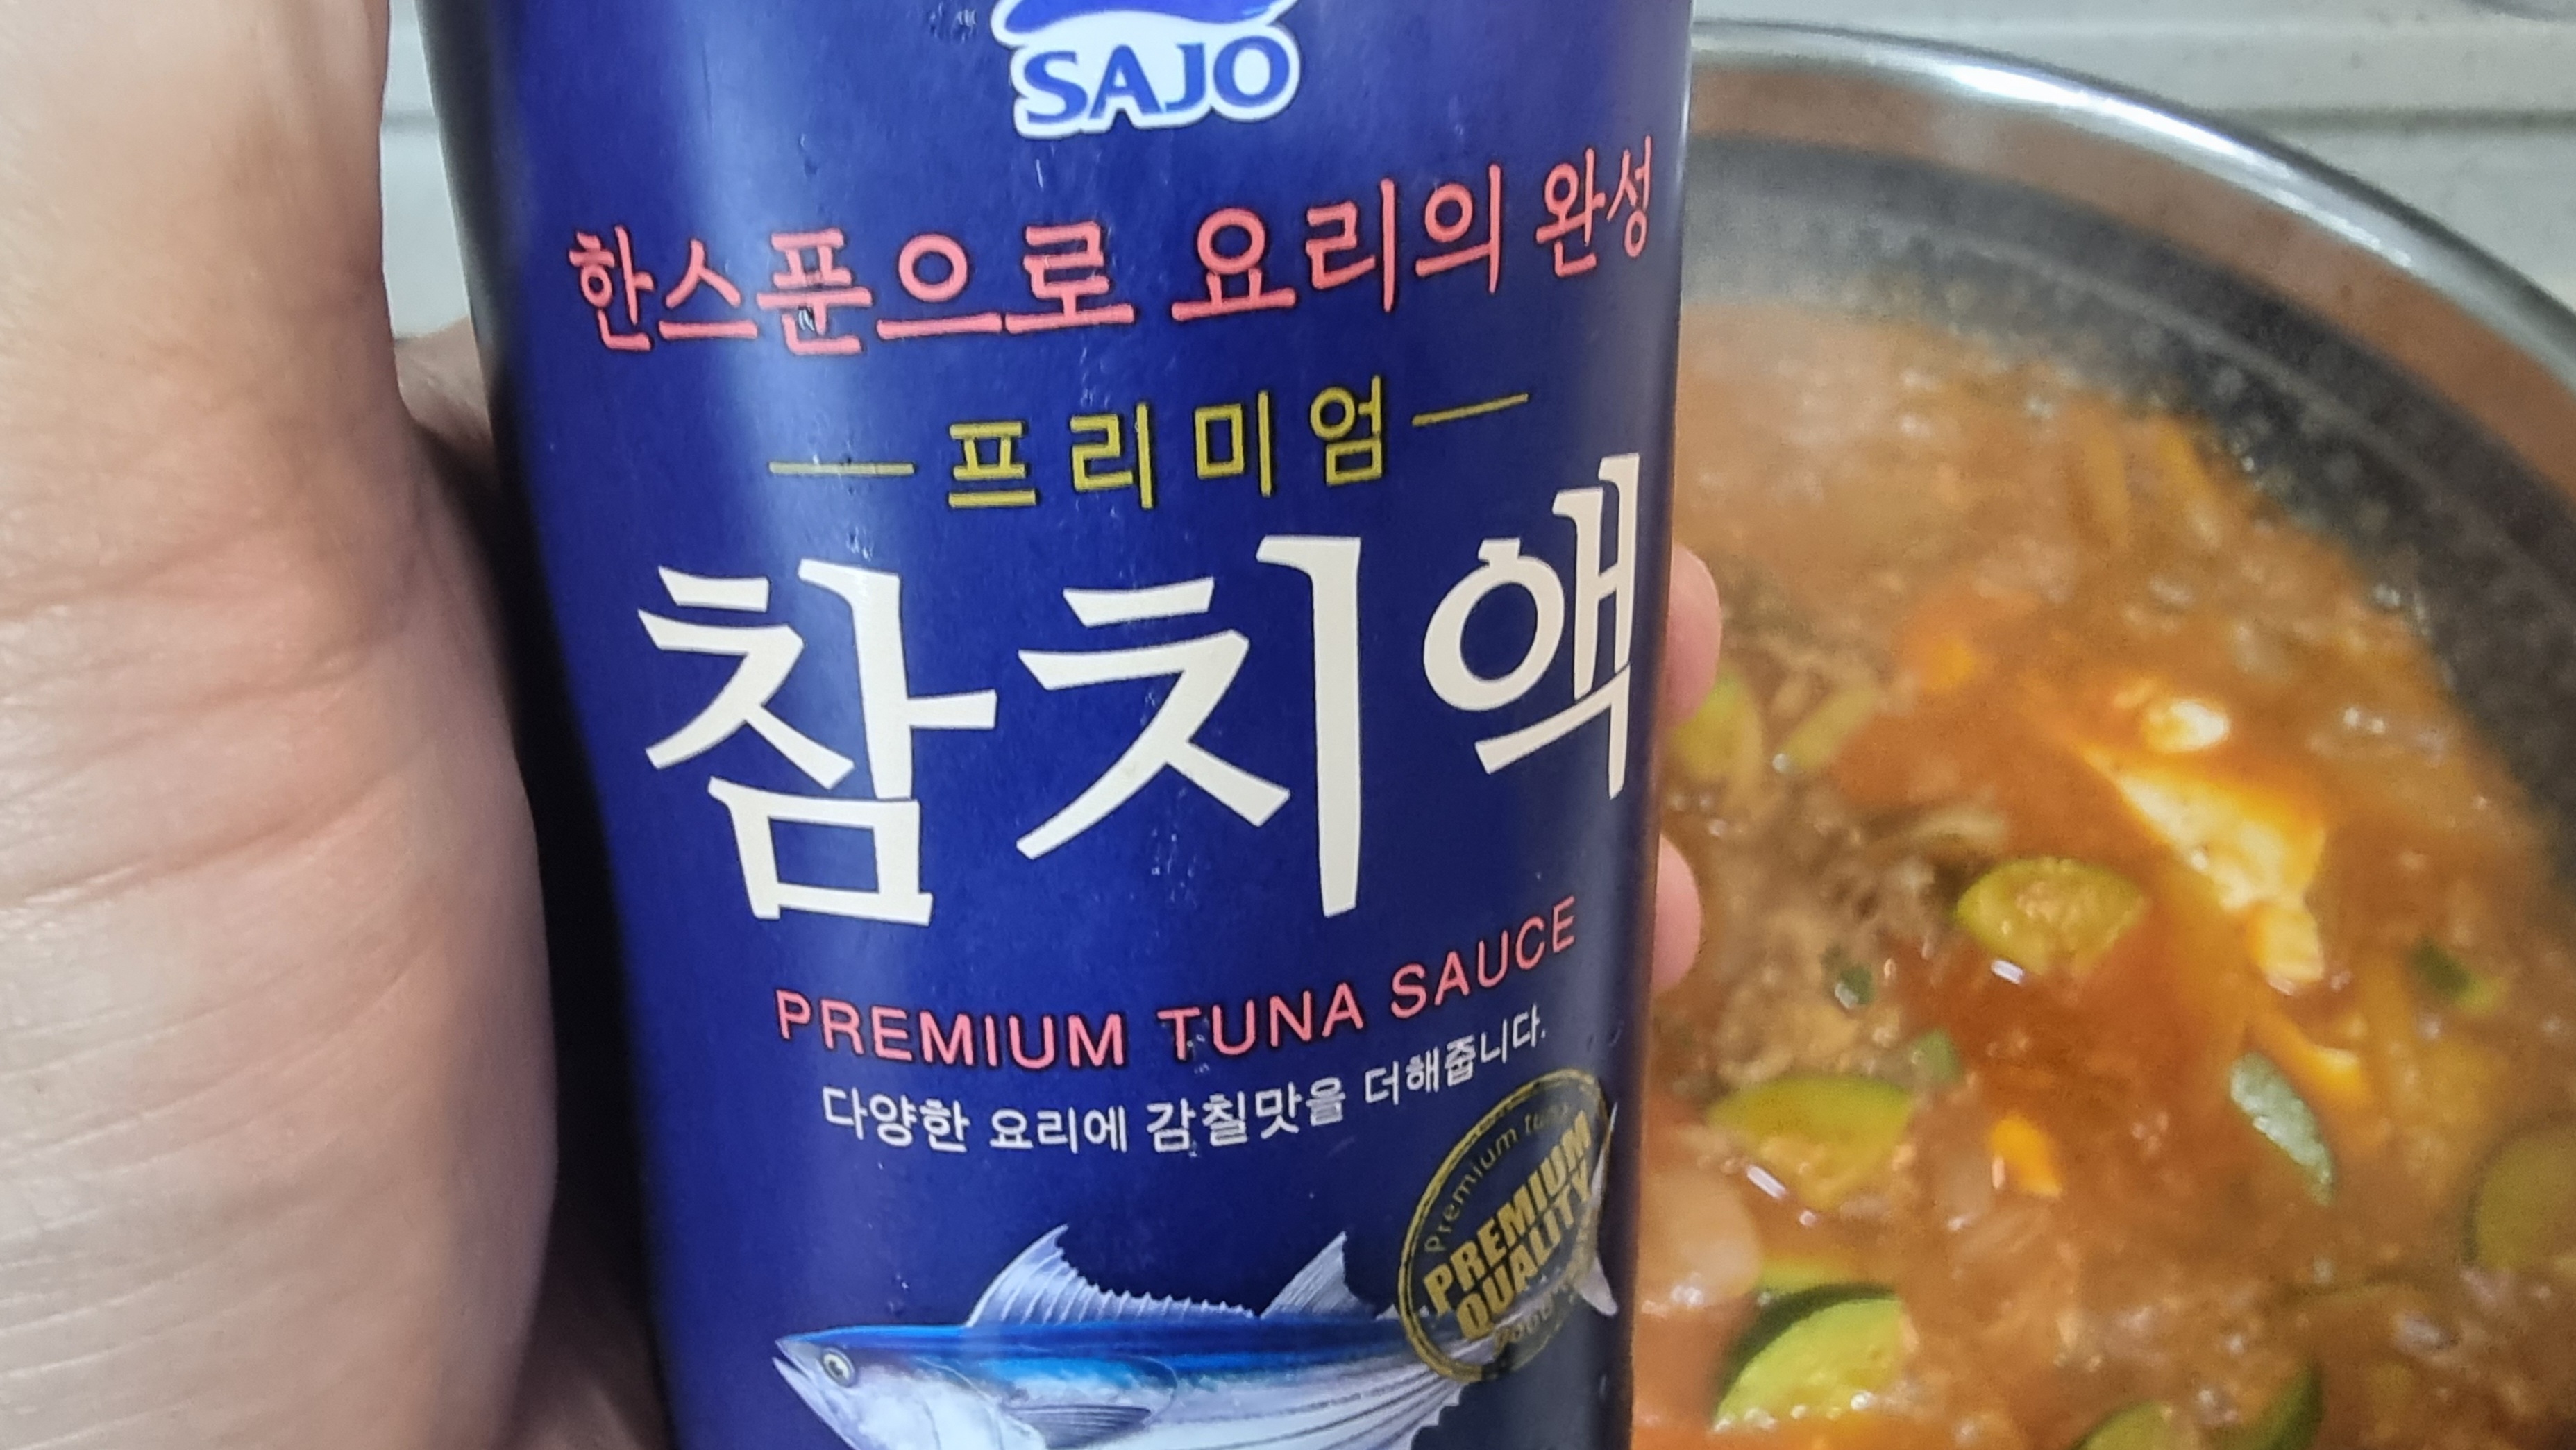 SAJO
한스푼으로 요리의 완성
프리미엄
참치액
PREMIUM TUNA SAUCE
다양한 요리에 감칠맛을 더해줍니다.
Premium tuna
PREMIUM
QUALITY